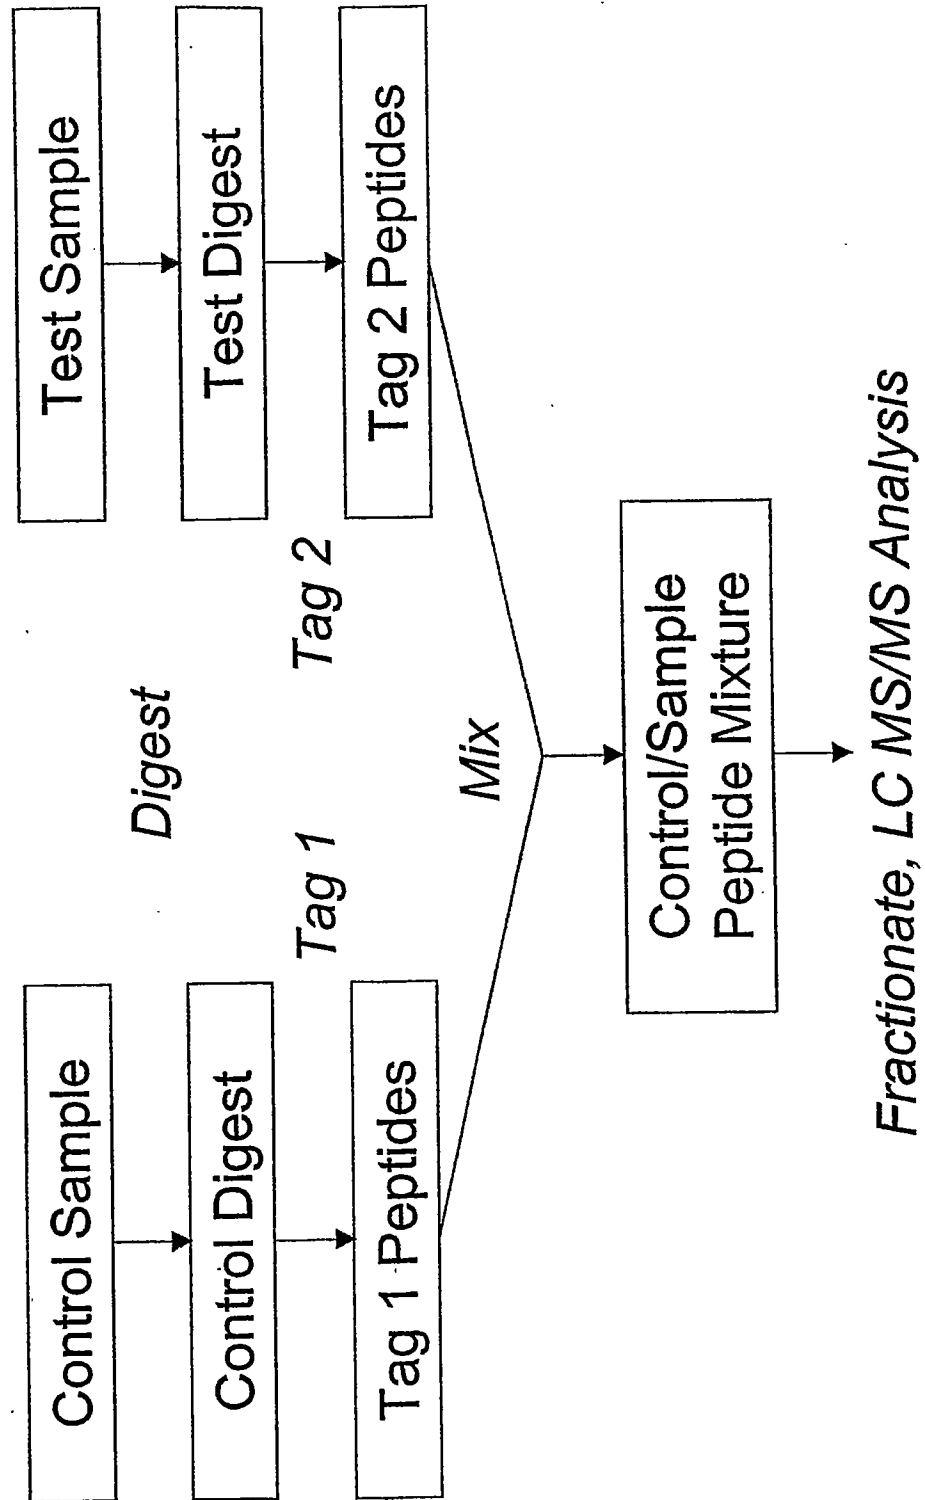 Control Sample
Test Sample
Digest
Control Digest
Test Digest
Tag 1
Tag 2
Tag 1 Peptides
Tag 2 Peptides
Mix
Control/Sample
Peptide Mixture
Fractionate, LC MS/MS Analysis